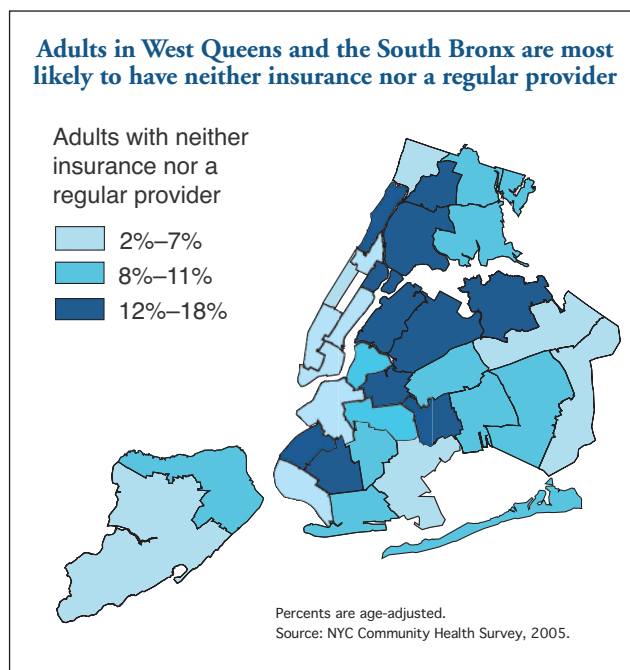 Adults in West Queens and the South Bronx are most
likely to have neither insurance nor a regular provider
Adults with neither
insurance nor a
regular provider
2%–7%
8%–11%
12%–18%
Percents are age-adjusted.
Source: NYC Community Health Survey, 2005.